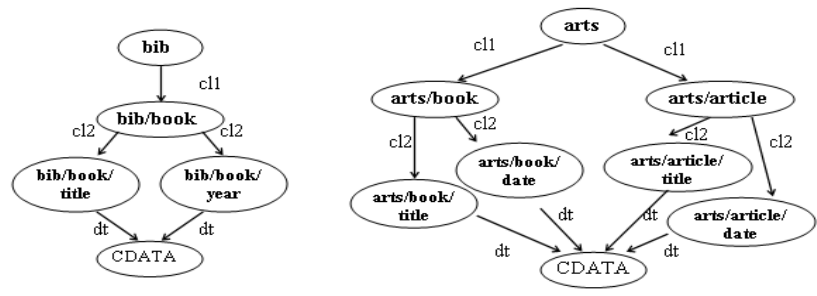 bib
cl1
bib/book
cl2
cl2
bib/book/
title
bib/book/
year
dt
dt
CDATA
arts
cl1
cl1
arts/book
arts/article
cl2
cl2
cl2
cl2
arts/book/
date
arts/article/
title
arts/book/
title
arts/article/
date
dt
dt
dt
dt
CDATA